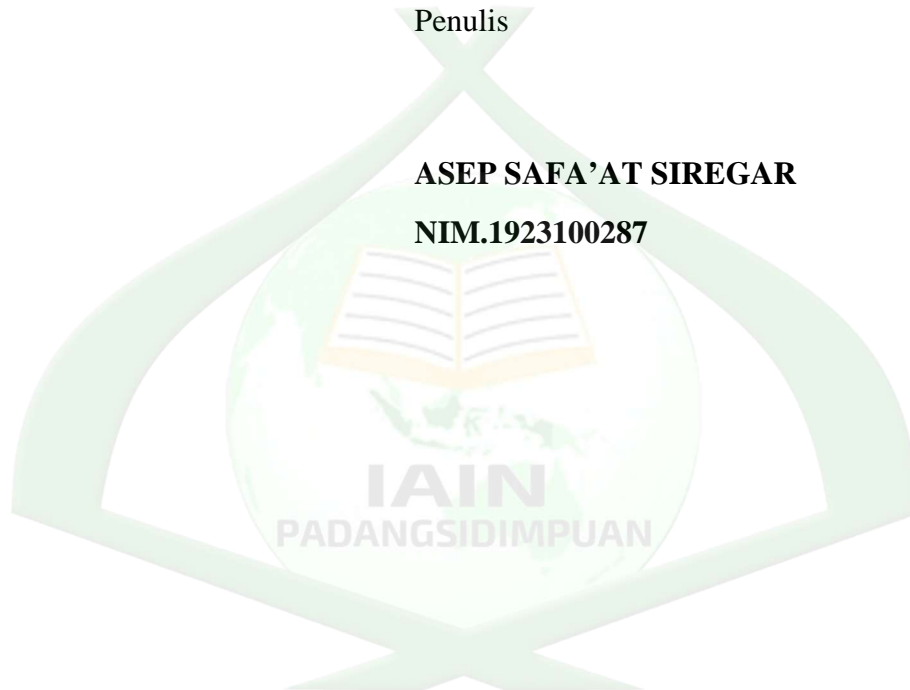 Penulis
ASEP SAFA’AT SIREGAR
NIM.1923100287
IAIN
PADANGSIDIMPUAN